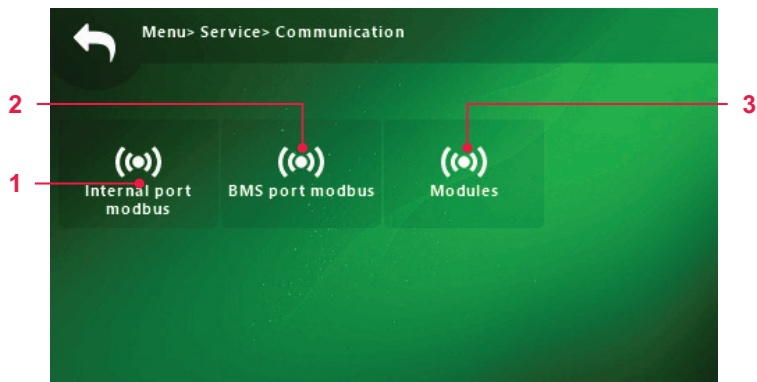 Menu> Service> Communication
2
3
1
Internal port
modbus
BMS port modbus
Modules